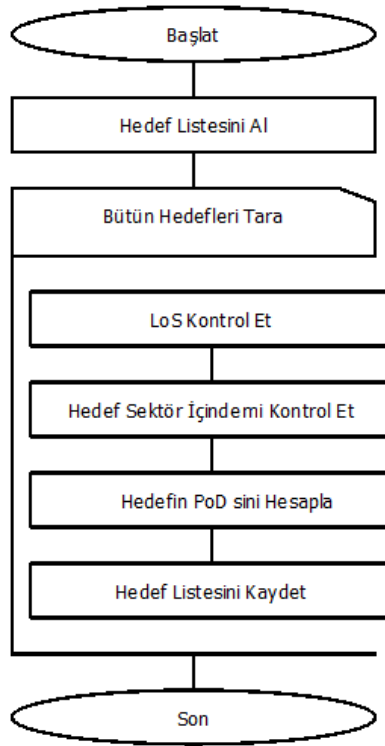 Başlat
Hedef Listesini Al
Bütün Hedefleri Tara
LoS Kontrol Et
Hedef Sektör İçindemi Kontrol Et
Hedefin PoD sini Hesapla
Hedef Listesini Kaydet
Son